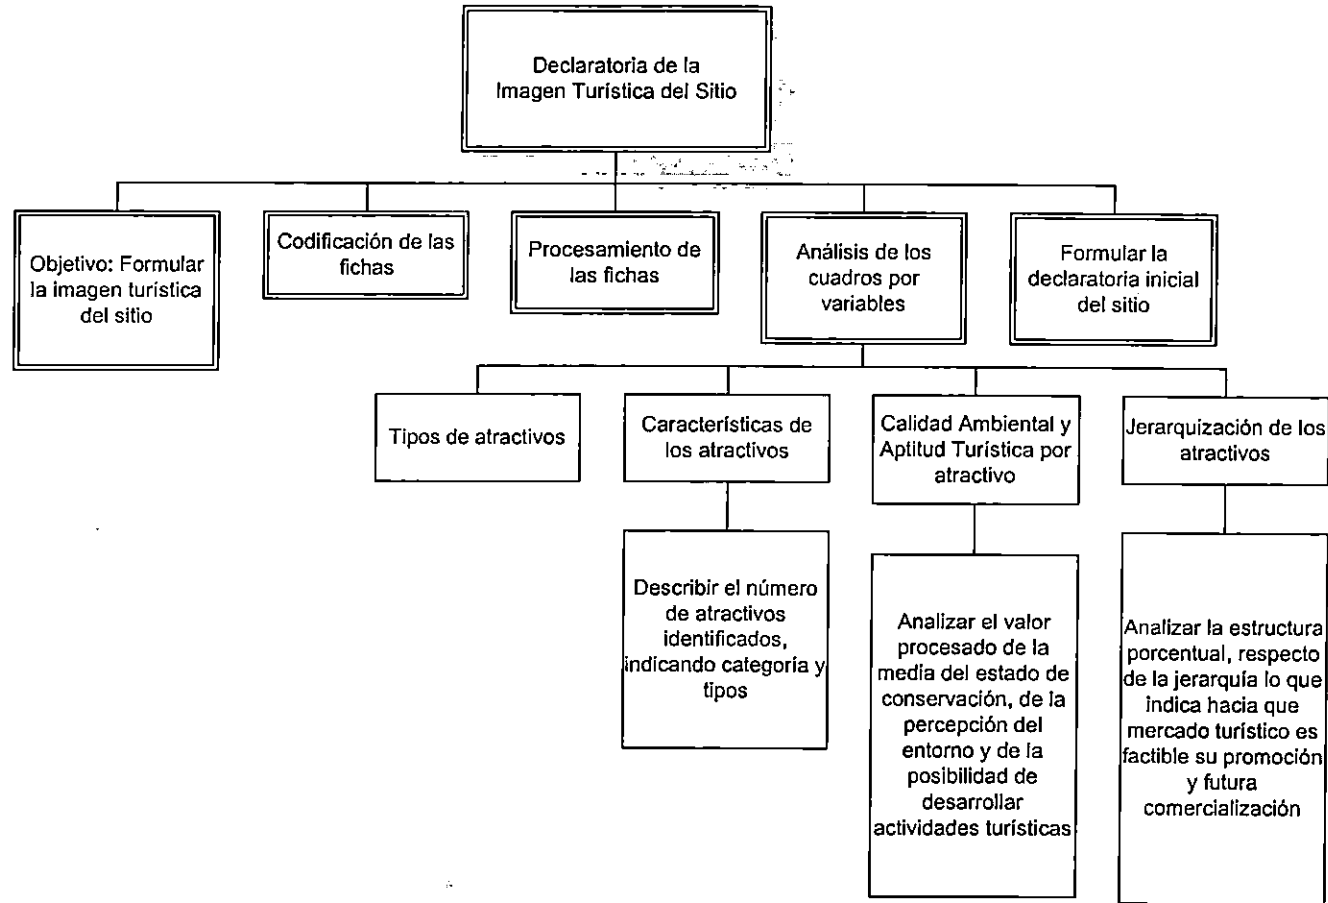 Declaratoria de la
Imagen Turística del Sitio
Objetivo: Formular
la imagen turística
del sitio
Codificación de las
fichas
Procesamiento de
las fichas
Análisis de los
cuadros por
variables
Formular la
declaratoria inicial
del sitio
Tipos de atractivos
Características de
los atractivos
Calidad Ambiental y
Aptitud Turística por
atractivo
Jerarquización de los
atractivos
Describir el número
de atractivos
identificados,
indicando categoría y
tipos
Analizar el valor
procesado de la
media del estado de
conservación, de la
percepción del
entorno y de la
posibilidad de
desarrollar
actividades turísticas
Analizar la estructura
porcentual, respecto
de la jerarquía lo que
indica hacia que
mercado turístico es
factible su promoción
y futura
comercialización